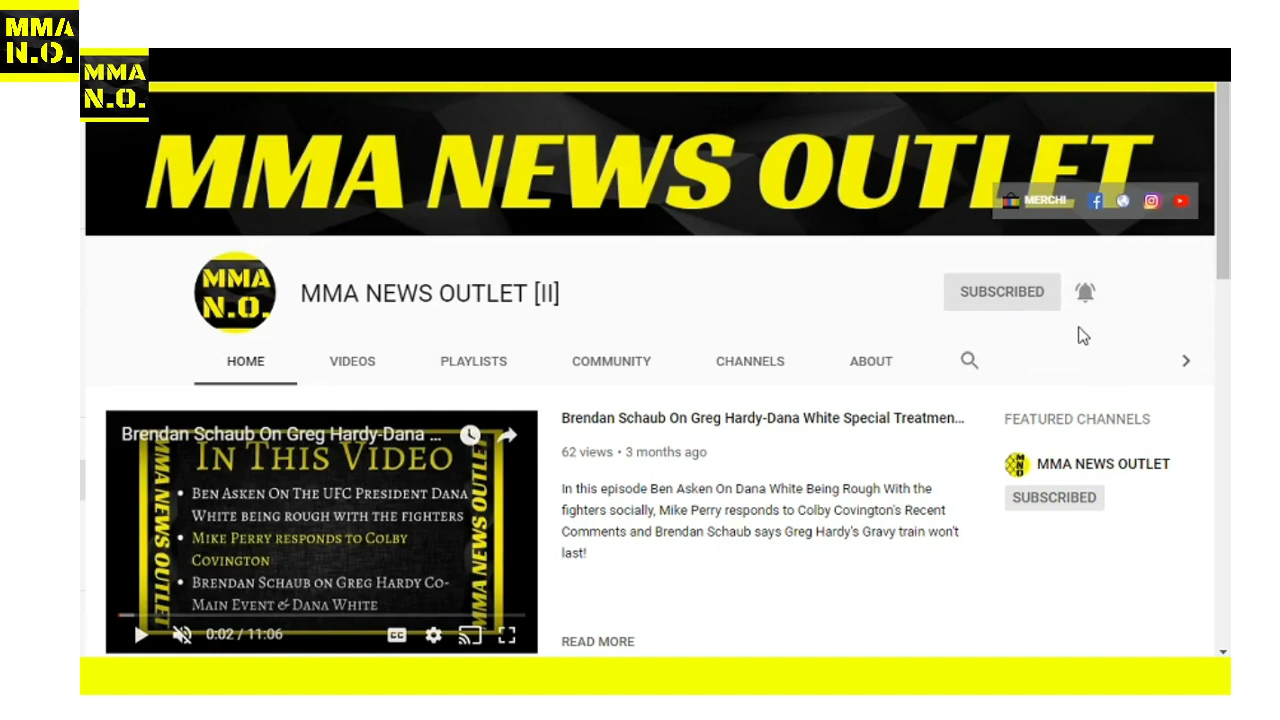 MMA
N.O.
MMA
N.O.
MMA NEWS OUTLET
MERCHI
MMA
N.O.
MMA NEWS OUTLET [II]
SUBSCRIBED
HOME
VIDEOS
PLAYLISTS
COMMUNITY
CHANNELS
ABOUT
Brendan Schaub On Greg Hardy-Dana ...
IN THIS VIDEO
• BEN ASKEN ON THE UFC PRESIDENT DANA
WHITE BEING ROUGH WITH THE FIGHTERS
• MIKE PERRY RESPONDS TO COLBY
COVINGTON
• BRENDAN SCHAUB ON GREG HARDY CO-
MAIN EVENT & DANA WHITE
MMA NEWS OUTLET
MMA NEWS OUTLET
0:02 / 11:06
CC
Brendan Schaub On Greg Hardy-Dana White Special Treatmen...
62 views • 3 months ago
In this episode Ben Asken On Dana White Being Rough With the
fighters socially, Mike Perry responds to Colby Covington's Recent
Comments and Brendan Schaub says Greg Hardy's Gravy train won't
last!
READ MORE
FEATURED CHANNELS
MMA
N.O.
MMA NEWS OUTLET
SUBSCRIBED